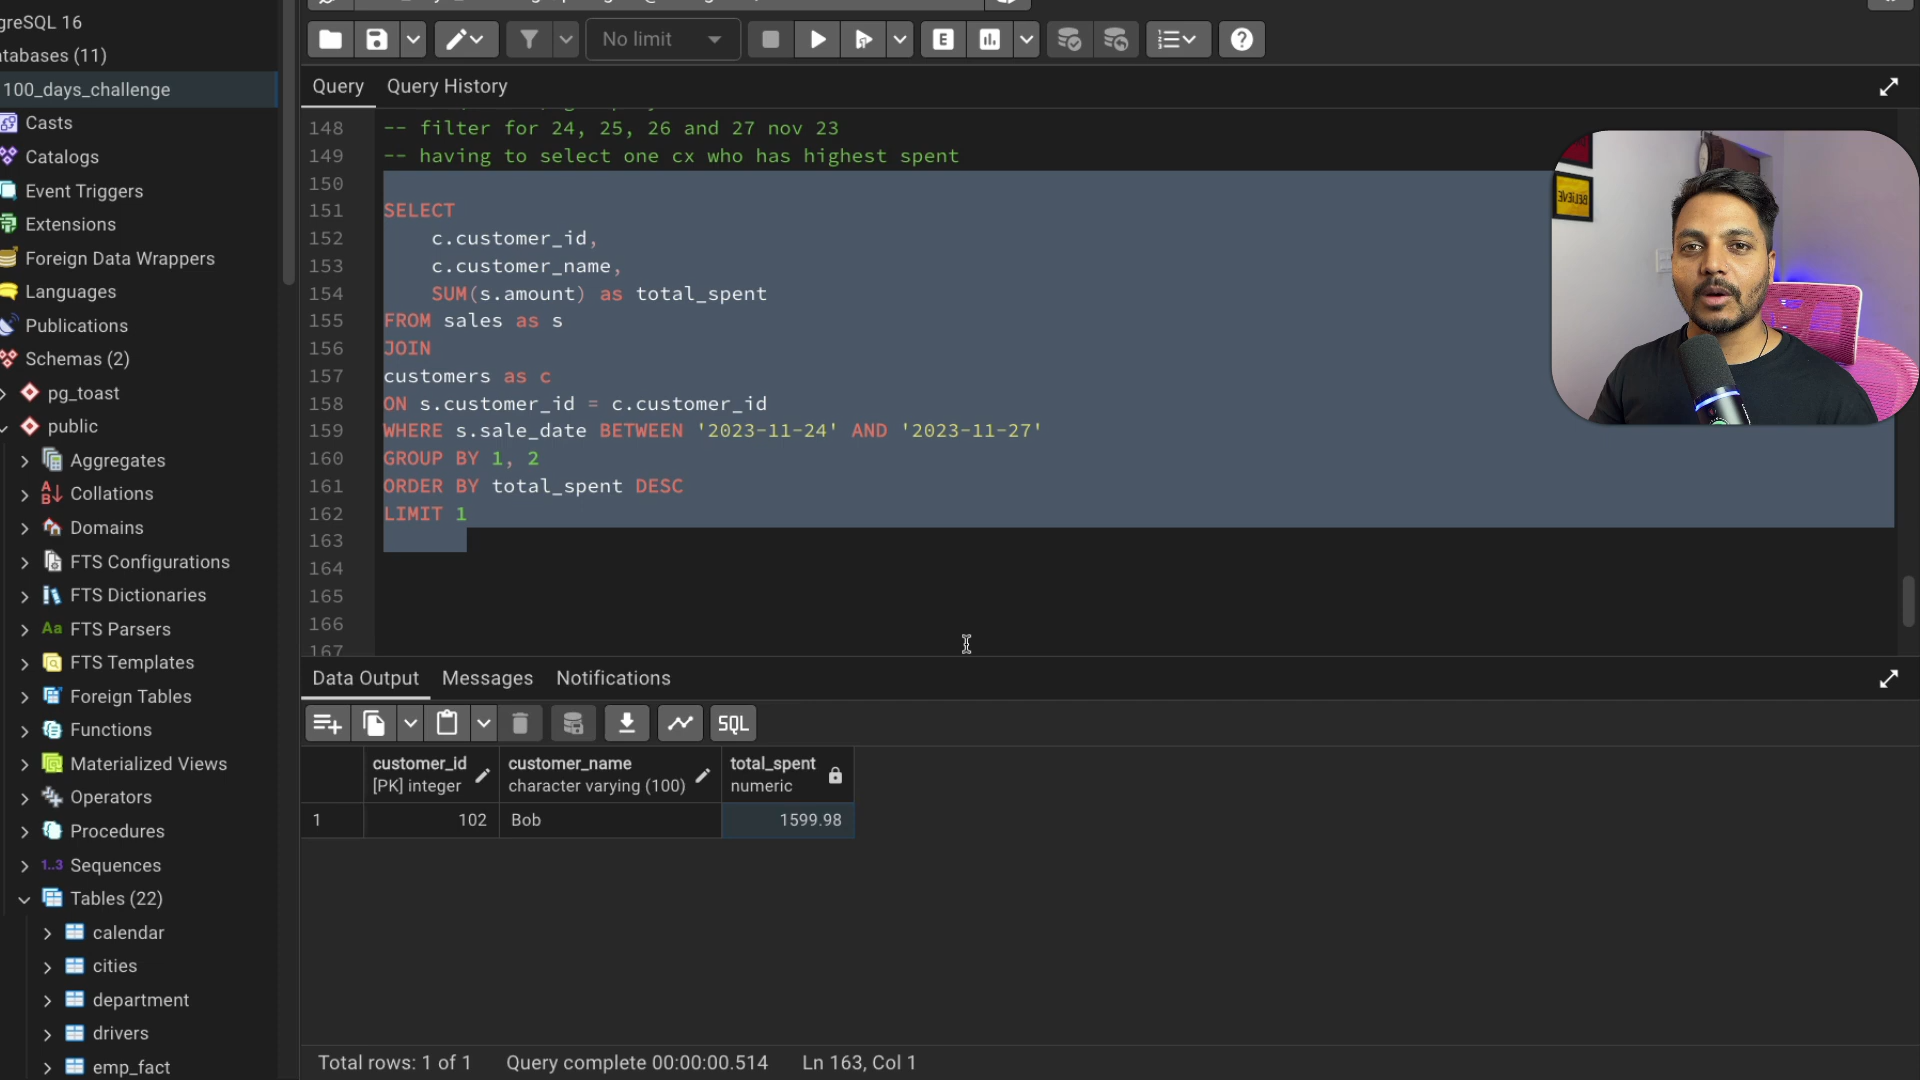 greSQL 16
atabases (11)
100_days_challenge
Casts
Catalogs
Event Triggers
Extensions
Foreign Data Wrappers
Languages
Publications
Schemas (2)
pg_toast
public
Aggregates
Collations
Domains
FTS Configurations
FTS Dictionaries
Aa FTS Parsers
FTS Templates
Foreign Tables
Functions
Materialized Views
Operators
Procedures
1..3 Sequences
Tables (22)
calendar
cities
department
drivers
emp_fact
No limit
E
Query Query History
148 -- filter for 24, 25, 26 and 27 nov 23
149 -- having to select one cx who has highest spent
150
151 SELECT
152 c.customer_id,
153 c.customer_name,
154 SUM(s.amount) as total_spent
155 FROM sales as s
156 JOIN
157 customers as c
158 ON s.customer_id = c.customer_id
159 WHERE s.sale_date BETWEEN '2023-11-24' AND '2023-11-27'
160 GROUP BY 1, 2
161 ORDER BY total_spent DESC
162 LIMIT 1
163
164
165
166
167
BELIEVE
Data Output Messages Notifications
SQL
customer_id customer_name total_spent
[PK] integer character varying (100) numeric
1 102 Bob 1599.98
Total rows: 1 of 1 Query complete 00:00:00.514 Ln 163, Col 1